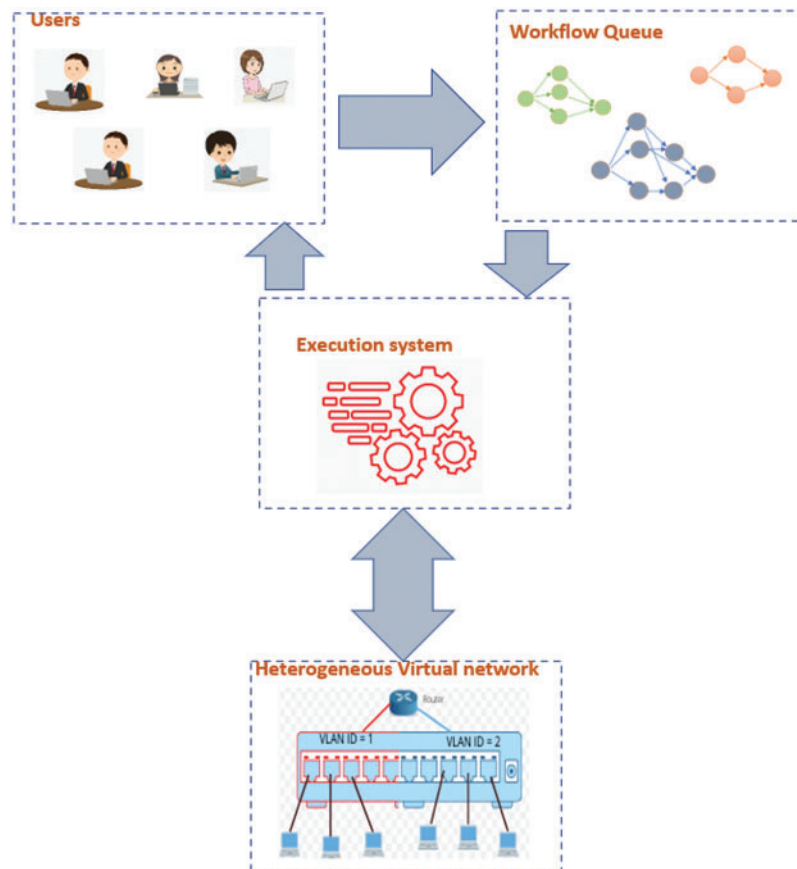 Users
Workflow Queue
Execution system
Heterogeneous Virtual network
Router
VLAN ID = 1
VLAN ID = 2